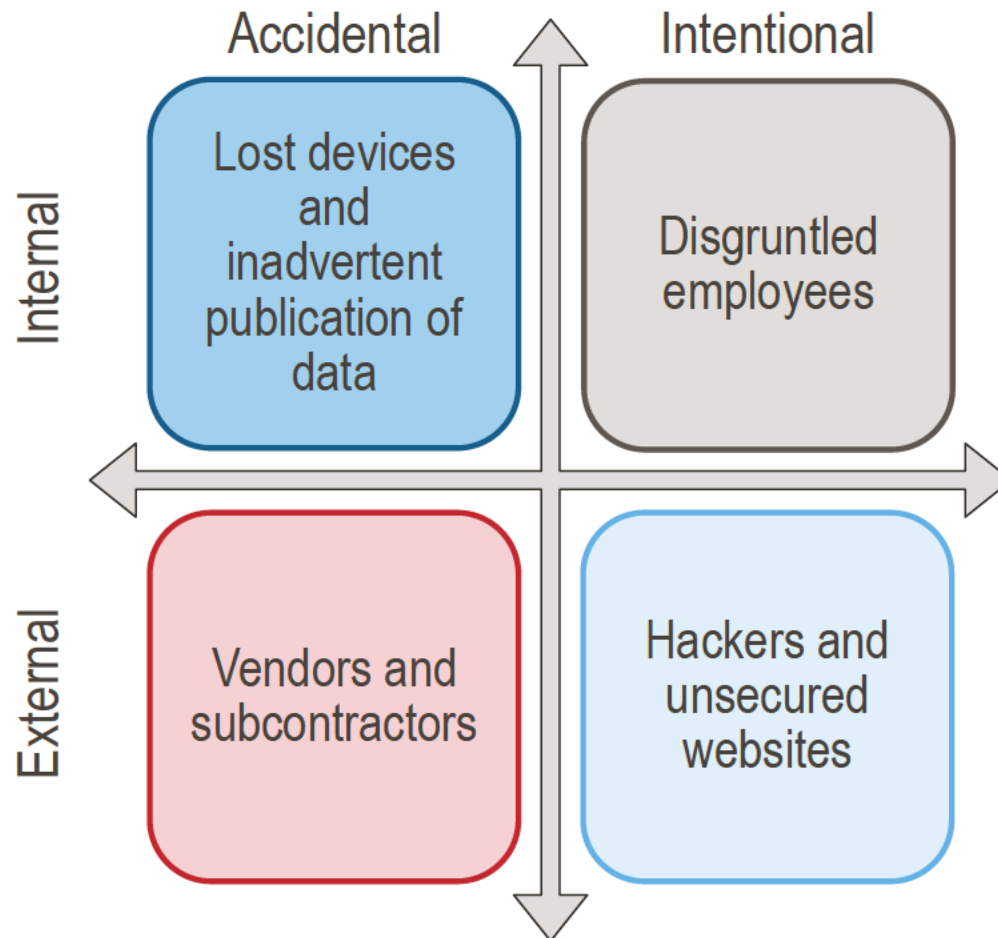 Accidental
Intentional
Internal
Lost devices
and
inadvertent
publication of
data
Disgruntled
employees
External
Vendors and
subcontractors
Hackers and
unsecured
websites